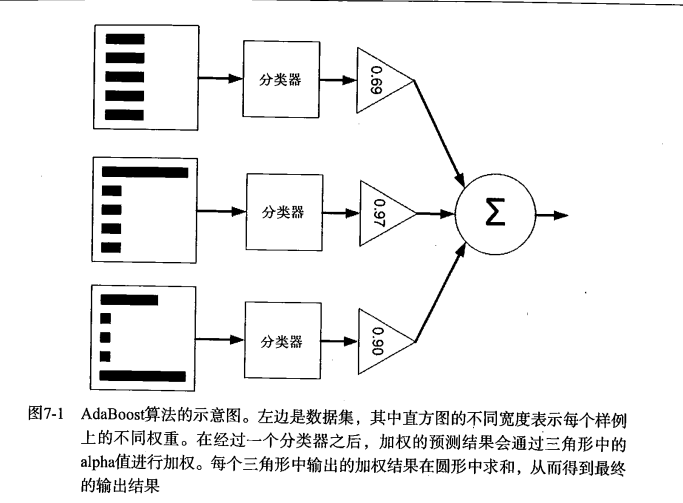 分类器
0.69
分类器
0.97
Σ
分类器
0.90
图7-1 AdaBoost算法的示意图。左边是数据集，其中直方图的不同宽度表示每个样例
上的不同权重。在经过一个分类器之后，加权的预测结果会通过三角形中的
alpha值进行加权。每个三角形中输出的加权结果在圆形中求和，从而得到最终
的输出结果